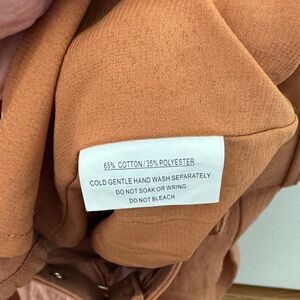 65% COTTON/35% POLYESTER
COLD GENTLE HAND WASH SEPARATELY
DO NOT SOAK OR WRING
DO NOT BLEACH